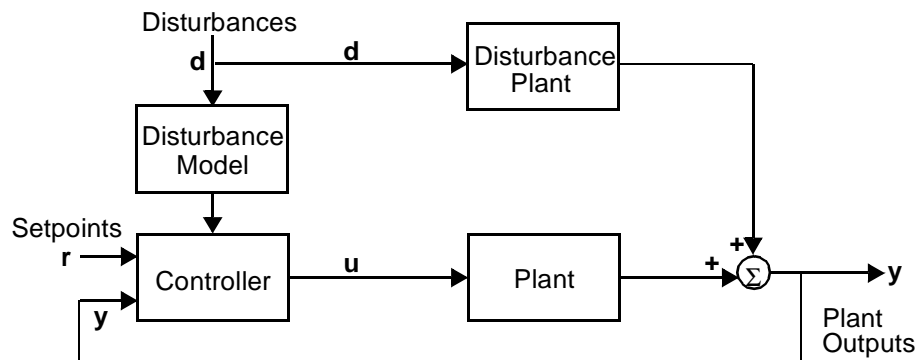 Disturbances
d
d
Disturbance
Plant
Disturbance
Model
Setpoints
r
Controller
u
Plant
+
+
Σ
y
y
Plant
Outputs